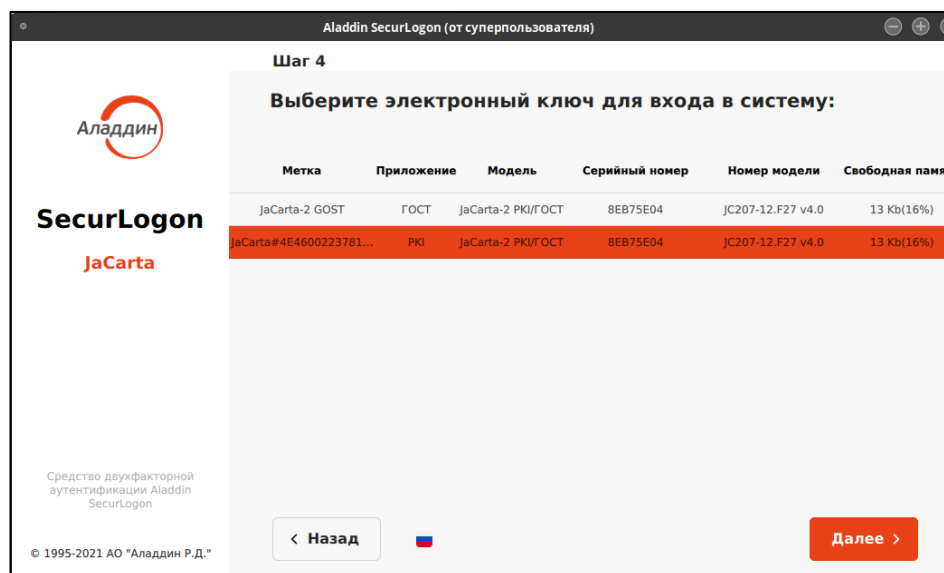 Aladdin SecurLogon (от суперпользователя)
Шаг 4
Аладдин
Выберите электронный ключ для входа в систему:
Метка Приложение Модель Серийный номер Номер модели Свободная памя
SecurLogon
JaCarta-2 GOST ГОСТ JaCarta-2 PKI/ГОСТ 8EB75E04 JC207-12.F27 v4.0 13 Kb(16%)
JaCarta#4E4600223781... PKI JaCarta-2 PKI/ГОСТ 8EB75E04 JC207-12.F27 v4.0 13 Kb(16%)
JaCarta
Средство двухфакторной
аутентификации Aladdin
SecurLogon
‹ Назад
Далее ›
© 1995-2021 АО "Аладдин Р.Д."